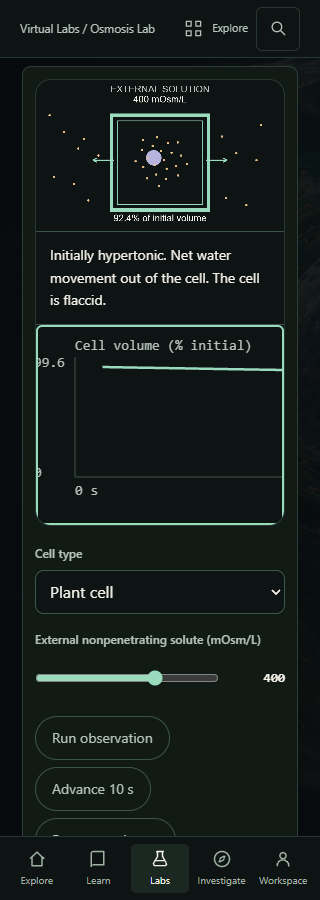 Virtual Labs / Osmosis Lab
Explore
EXTERNAL SOLUTION
400 mOsm/L
92.4% of initial volume
Initially hypertonic. Net water
movement out of the cell. The cell
is flaccid.
Cell volume (% initial)
99.6
0
0 s
Cell type
Plant cell
External nonpenetrating solute (mOsm/L)
400
Run observation
Advance 10 s
Explore
Learn
Labs
Investigate
Workspace